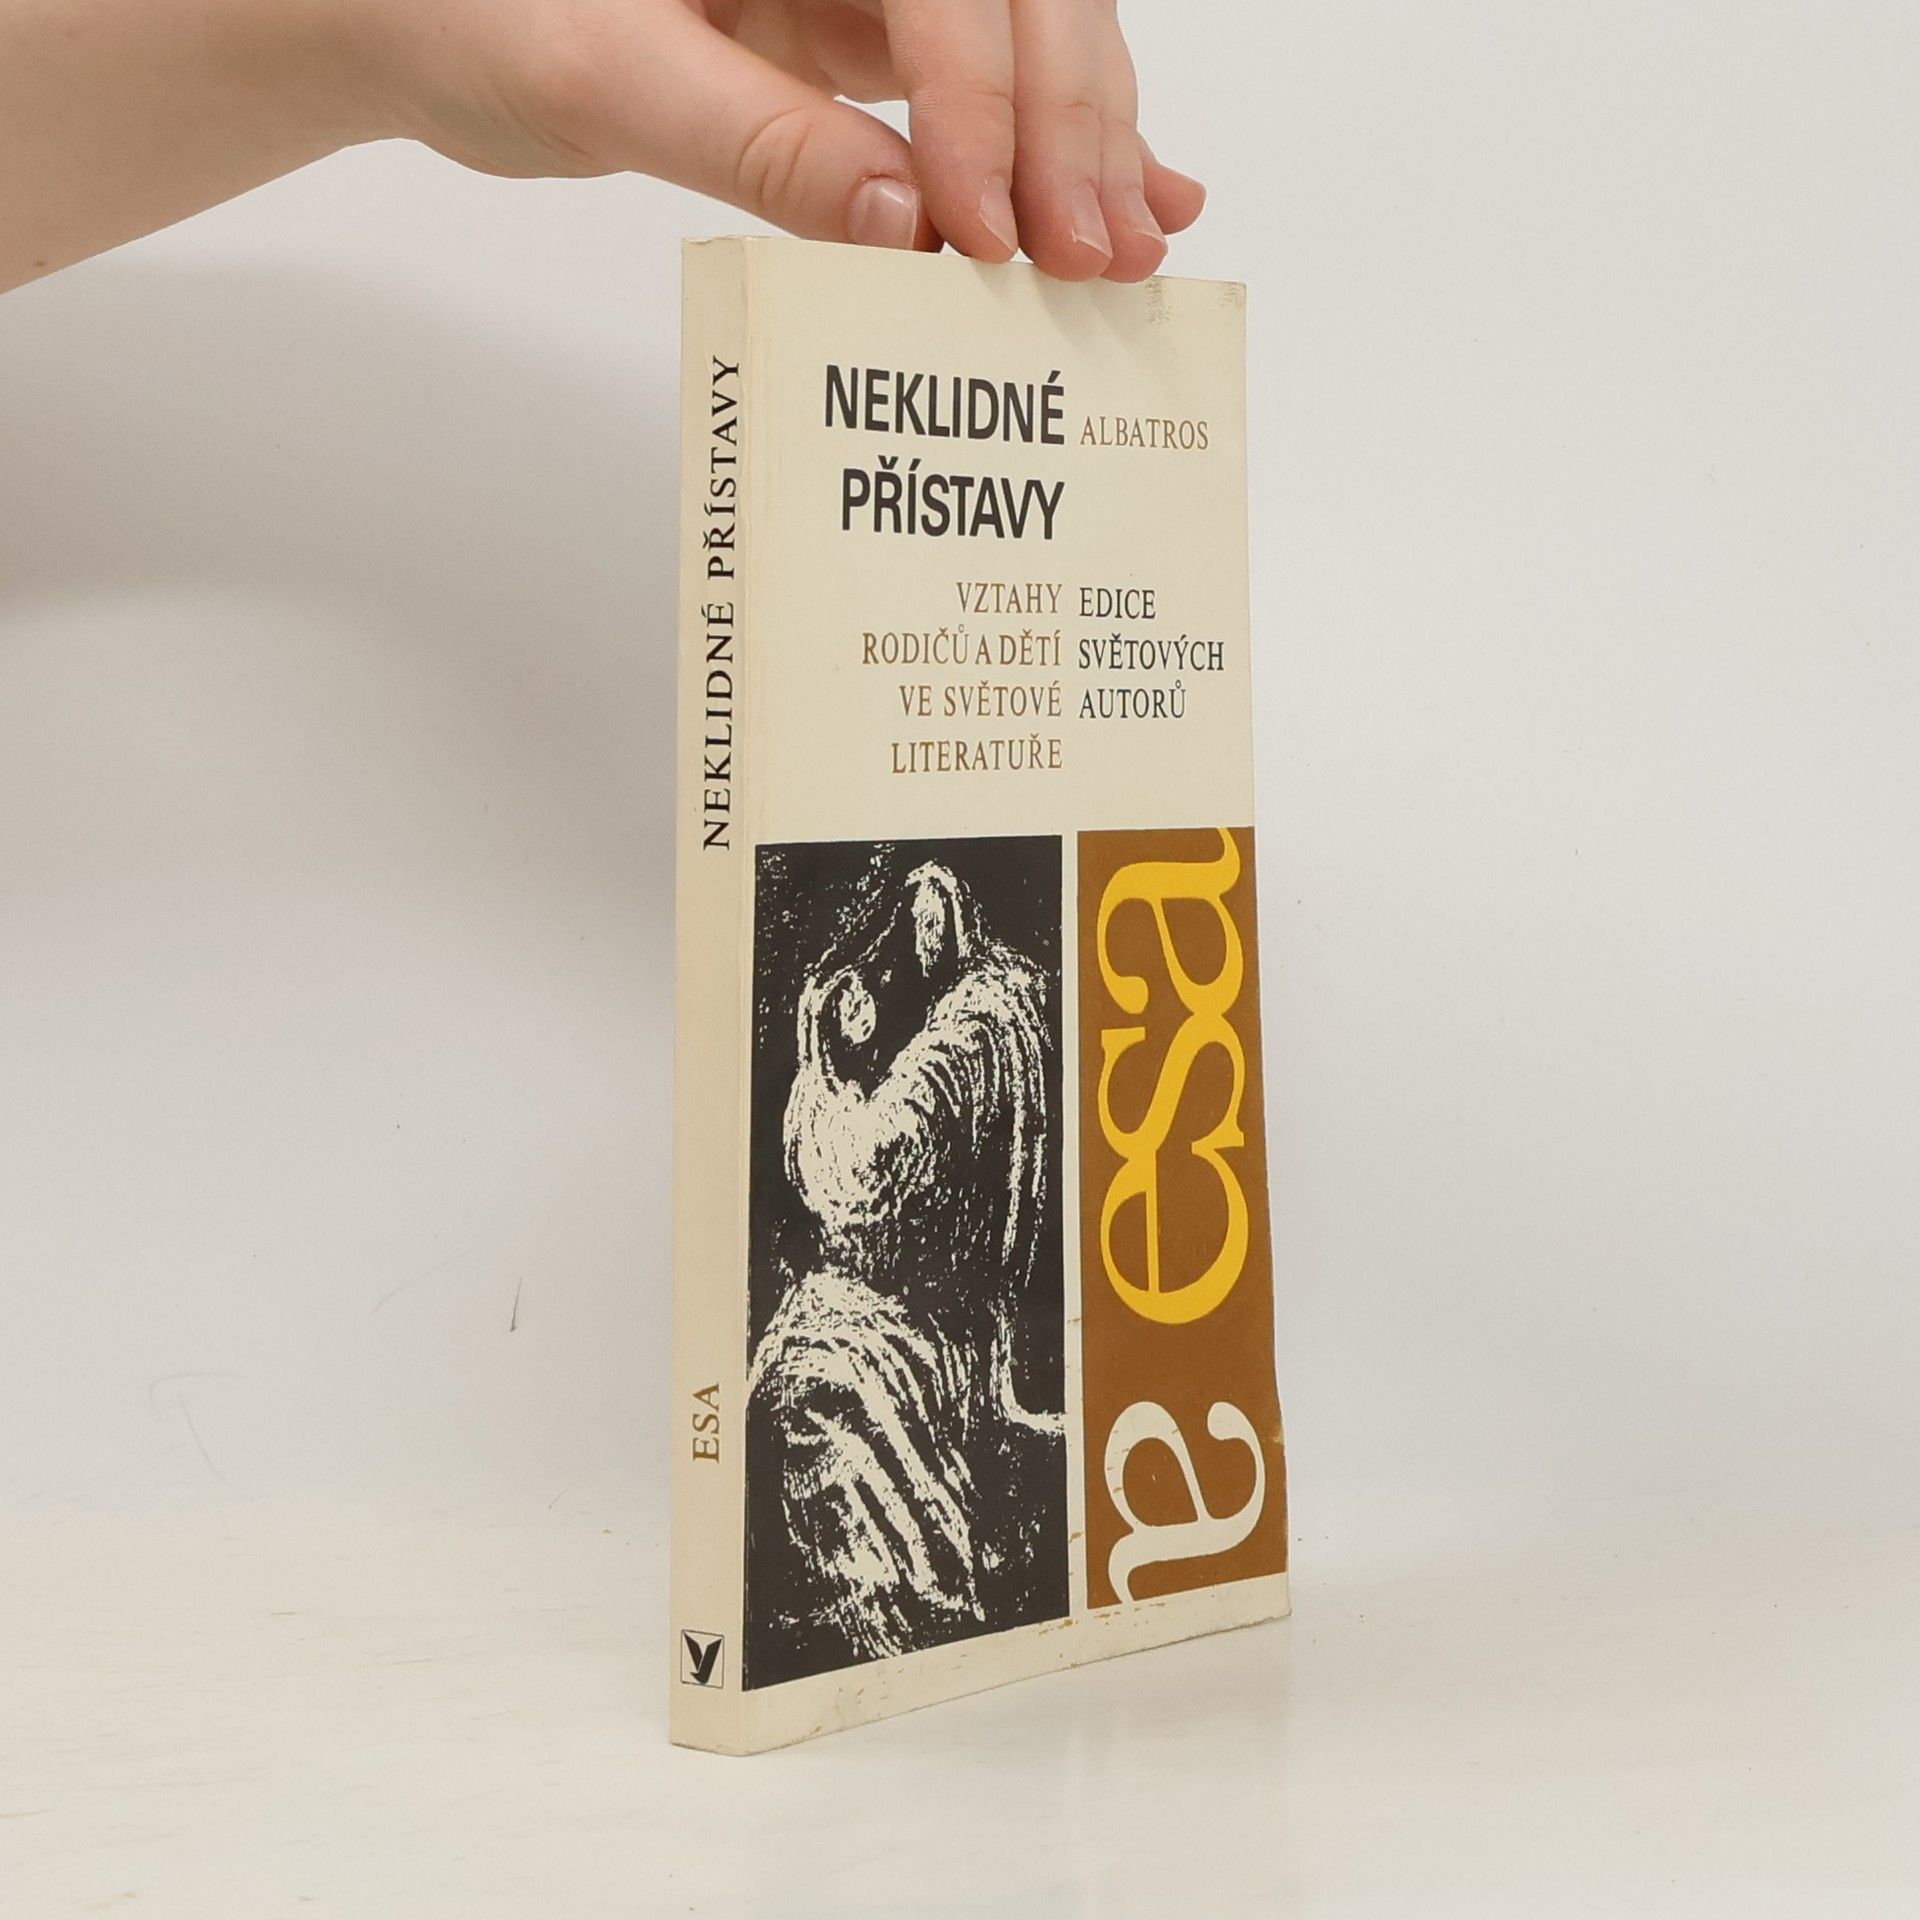 NEKLIDNÉ PŘÍSTAVY
ESA
NEKLIDNÉ
PŘÍSTAVY
ALBATROS
VZTAHY
RODIČŮ A DĚTÍ
VE SVĚTOVÉ
LITERATUŘE
EDICE
SVĚTOVÝCH
AUTORŮ
esa
a